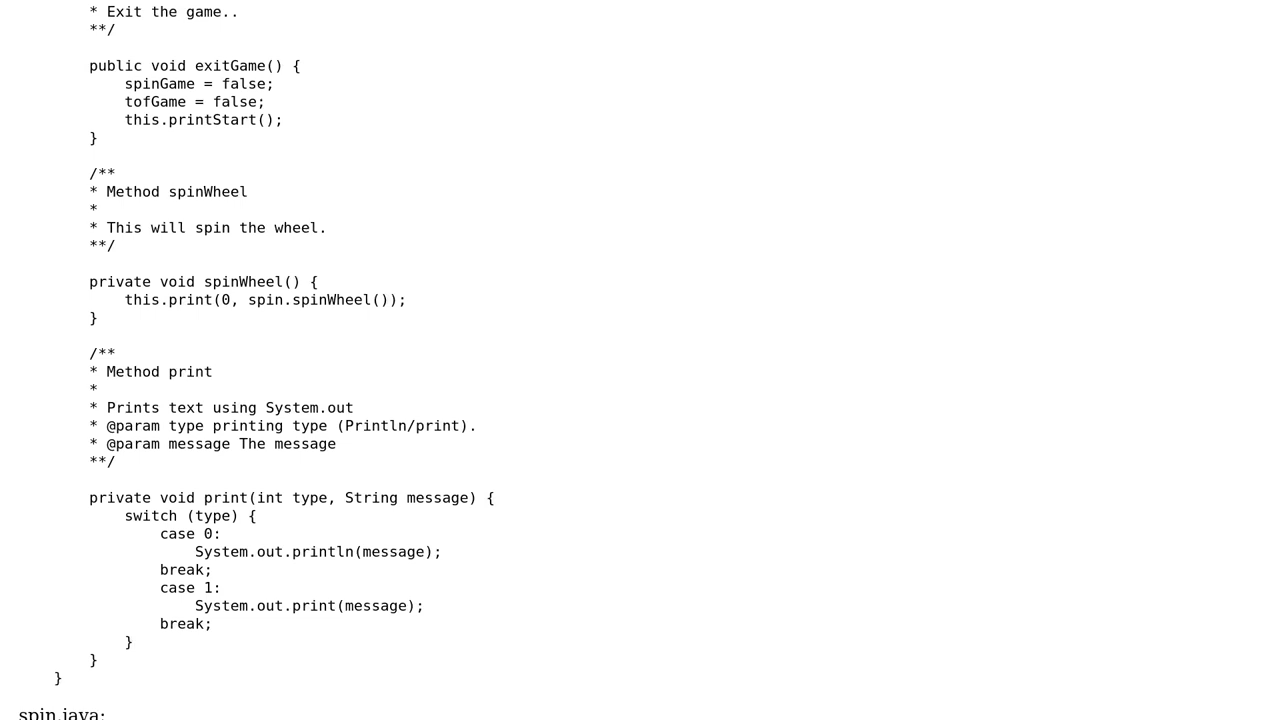 * Exit the game..
**/
public void exitGame() {
spinGame = false;
tofGame = false;
this.printStart();
}
/**
* Method spinWheel
*
* This will spin the wheel.
**/
private void spinWheel() {
this.print(0, spin.spinWheel());
}
/**
* Method print
*
* Prints text using System.out
* @param type printing type (Println/print).
* @param message The message
**/
private void print(int type, String message) {
switch (type) {
case 0:
System.out.println(message);
break;
case 1:
System.out.print(message);
break;
}
}
}
spin.java: